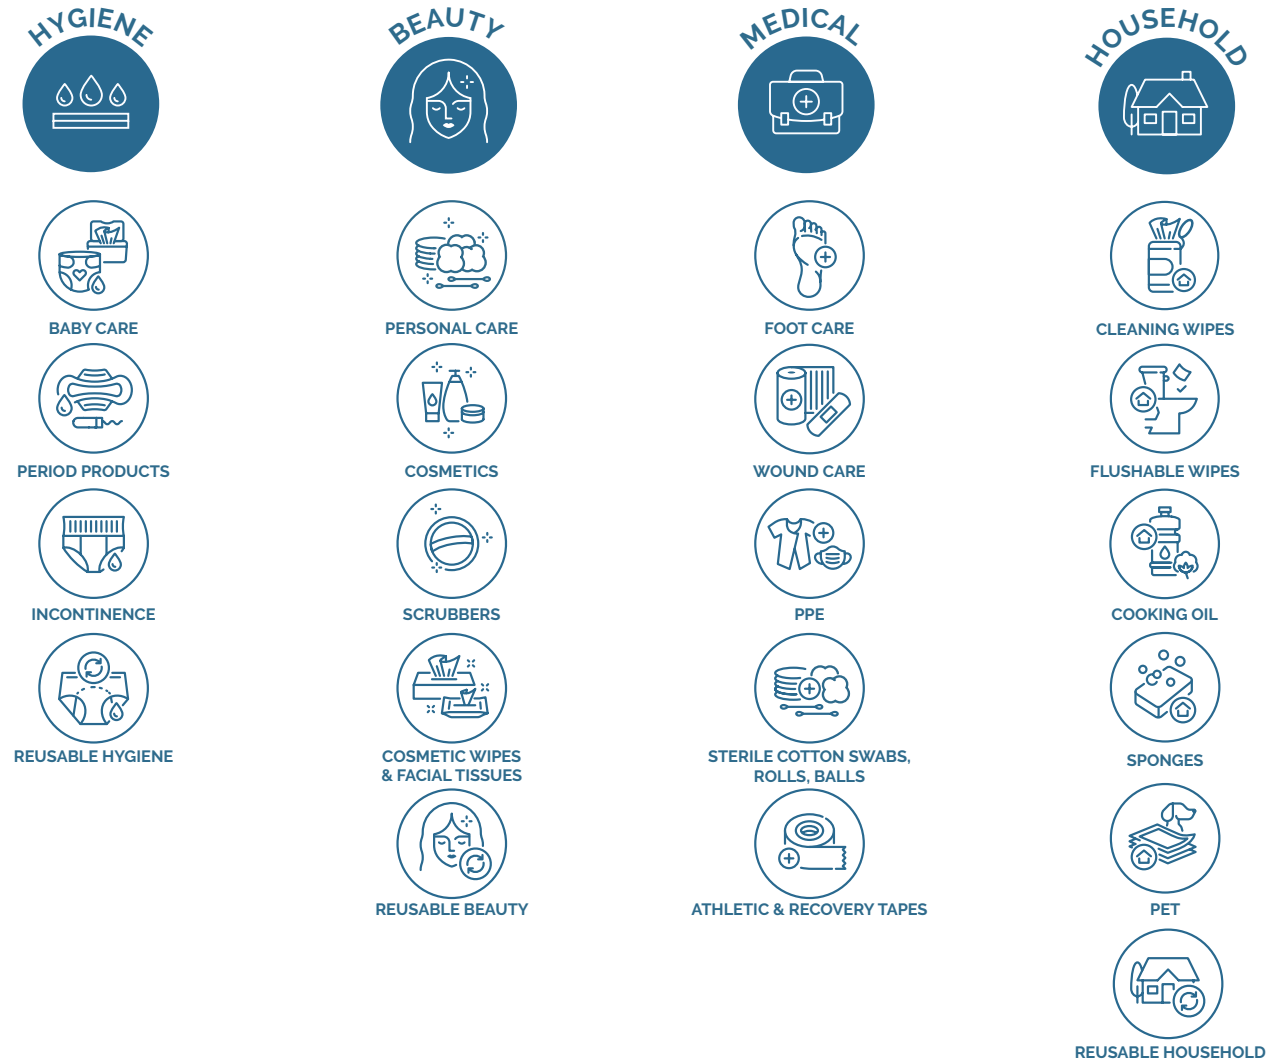 HYGIENE
BABY CARE
PERIOD PRODUCTS
INCONTINENCE
REUSABLE HYGIENE
BEAUTY
PERSONAL CARE
COSMETICS
SCRUBBERS
COSMETIC WIPES
& FACIAL TISSUES
REUSABLE BEAUTY
MEDICAL
FOOT CARE
WOUND CARE
PPE
STERILE COTTON SWABS,
ROLLS, BALLS
ATHLETIC & RECOVERY TAPES
HOUSEHOLD
CLEANING WIPES
FLUSHABLE WIPES
COOKING OIL
SPONGES
PET
REUSABLE HOUSEHOLD